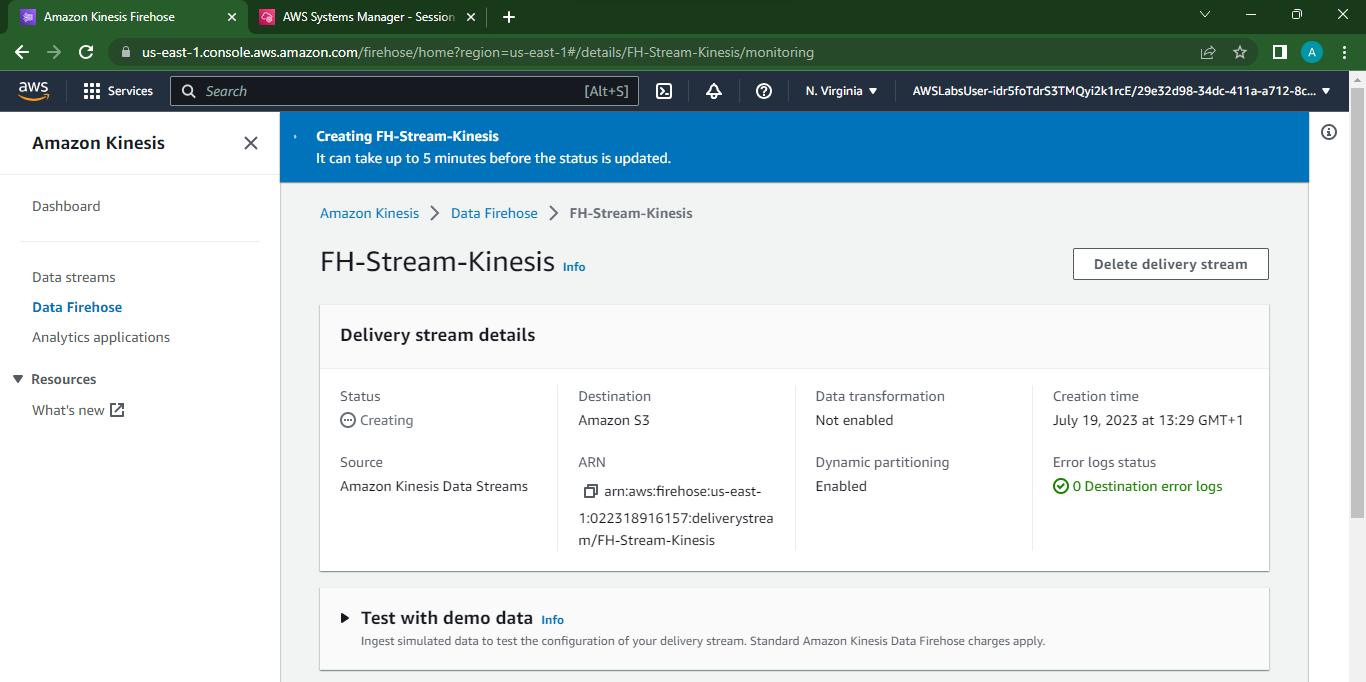 Amazon Kinesis Firehose
AWS Systems Manager - Session
us-east-1.console.aws.amazon.com/firehose/home?region=us-east-1#/details/FH-Stream-Kinesis/monitoring
A
aws
Services
Search
[Alt+S]
N. Virginia
AWSLabsUser-idr5foTdrS3TMQyi2k1rcE/29e32d98-34dc-411a-a712-8c...
Amazon Kinesis
Dashboard
Data streams
Data Firehose
Analytics applications
Resources
What's new
Creating FH-Stream-Kinesis
It can take up to 5 minutes before the status is updated.
Amazon Kinesis
Data Firehose
FH-Stream-Kinesis
FH-Stream-Kinesis Info
Delete delivery stream
Delivery stream details
Status
Creating
Source
Amazon Kinesis Data Streams
Destination
Amazon S3
ARN
arn:aws:firehose:us-east-
1:022318916157:deliverystrea
m/FH-Stream-Kinesis
Data transformation
Not enabled
Dynamic partitioning
Enabled
Creation time
July 19, 2023 at 13:29 GMT+1
Error logs status
0 Destination error logs
Test with demo data Info
Ingest simulated data to test the configuration of your delivery stream. Standard Amazon Kinesis Data Firehose charges apply.